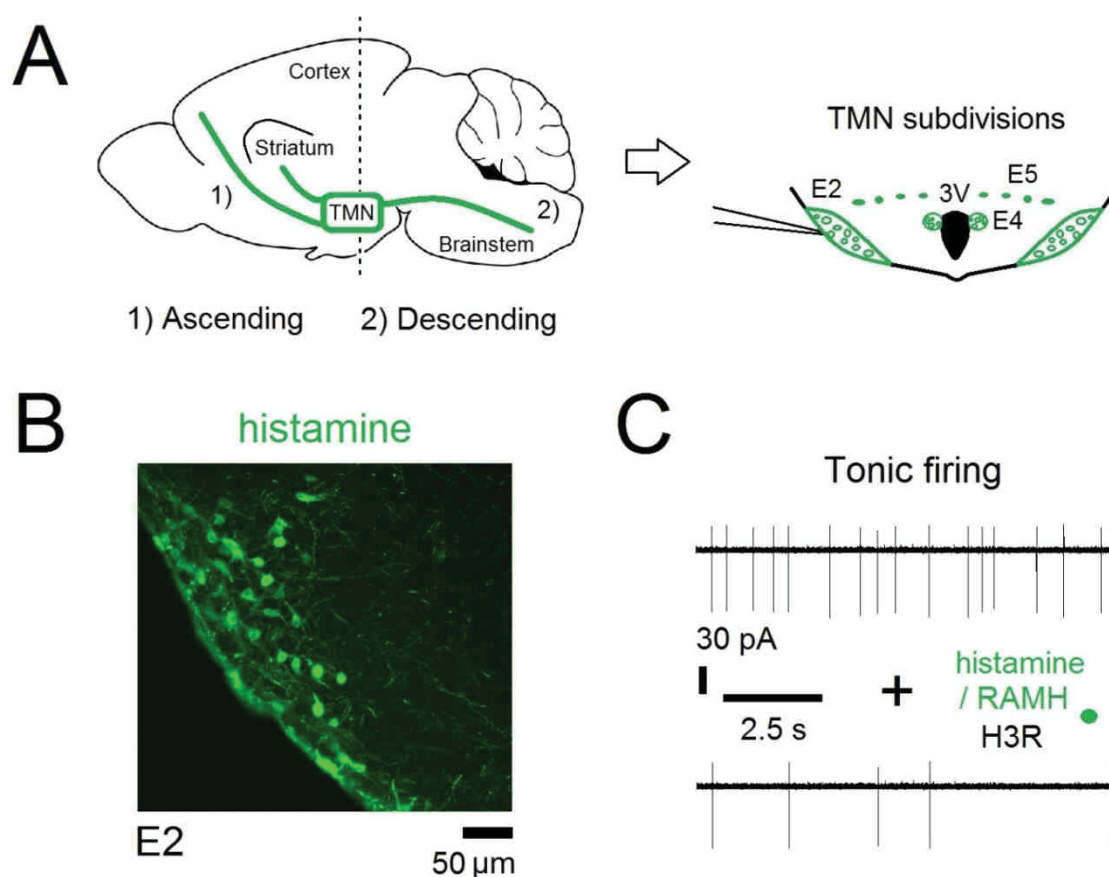 A
Cortex
Striatum
1)
TMN
2)
Brainstem
1) Ascending
2) Descending
TMN subdivisions
E2
E5
3V
E4
B
histamine
E2
50 µm
C
Tonic firing
30 pA
2.5 s
+
histamine
/ RAMH
H3R